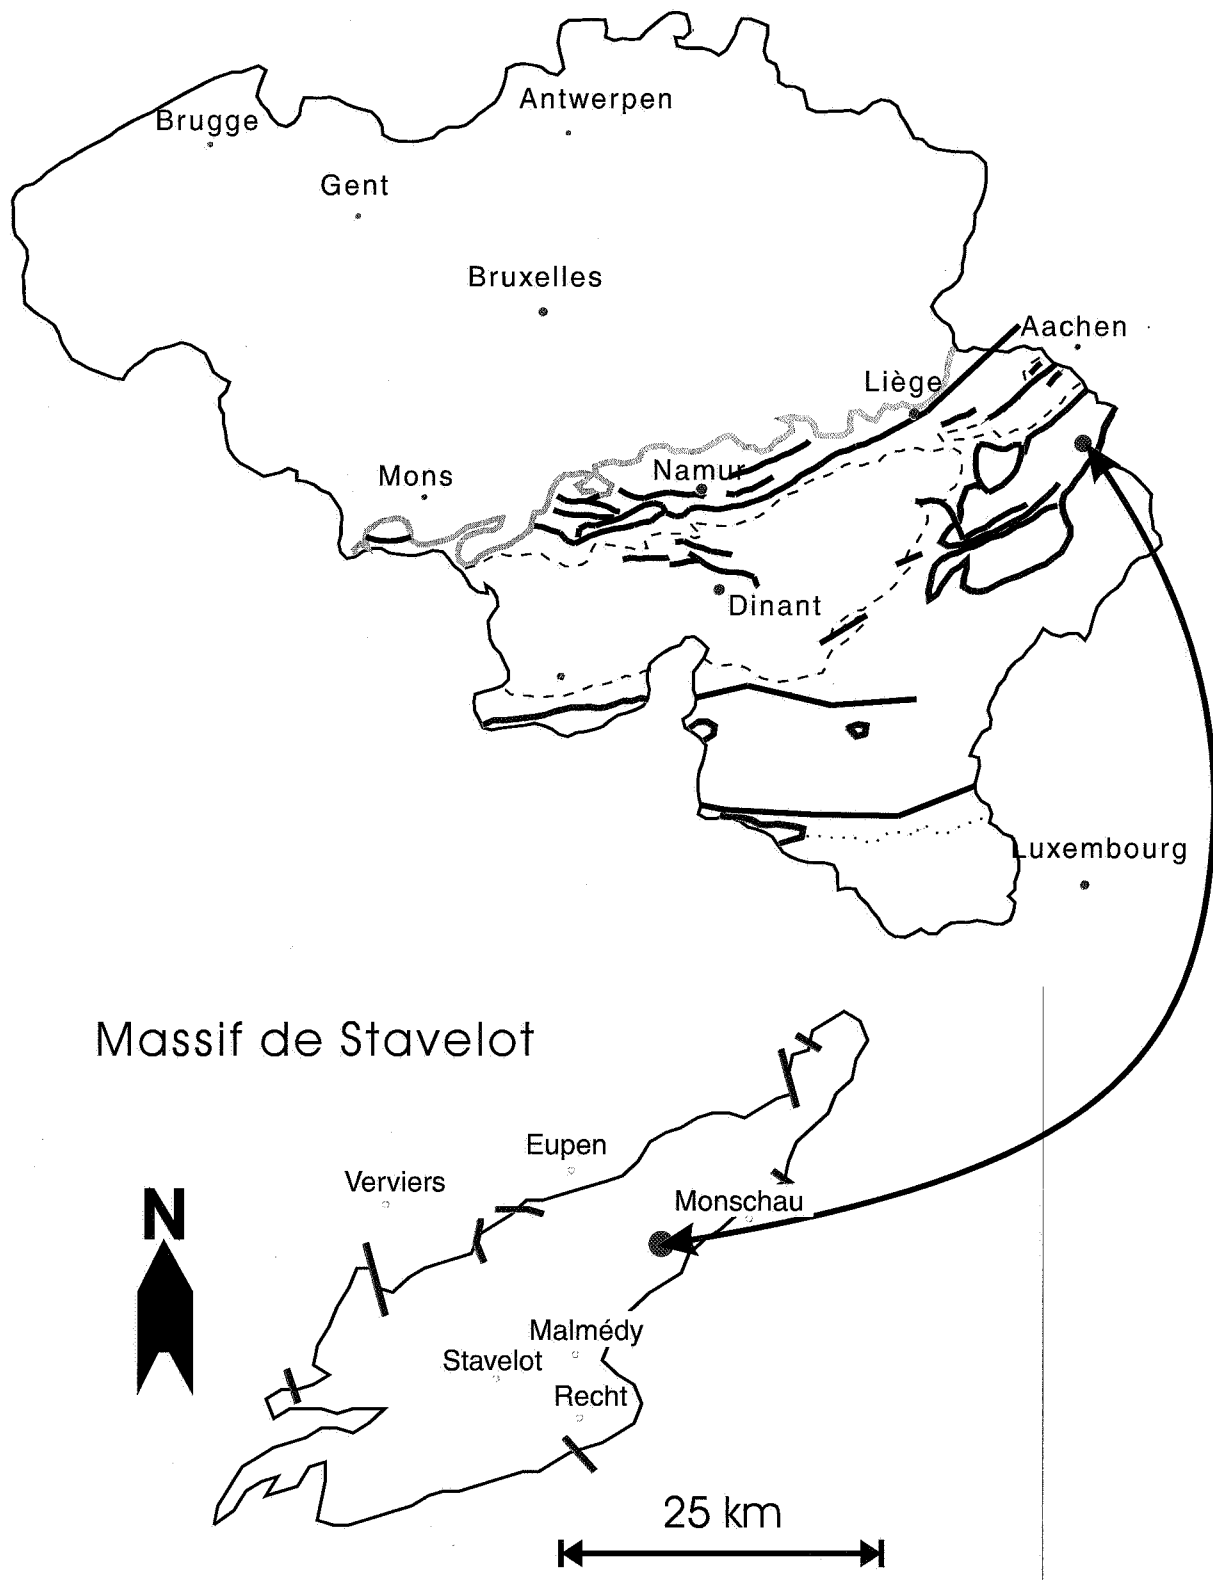 Antwerpen
Brugge
Gent
Bruxelles
Aachen
Liège
Mons
Namur
Dinant
Luxembourg
Massif de Stavelot
Eupen
Verviers
N
Monschau
Malmédy
Stavelot
Recht
25 km